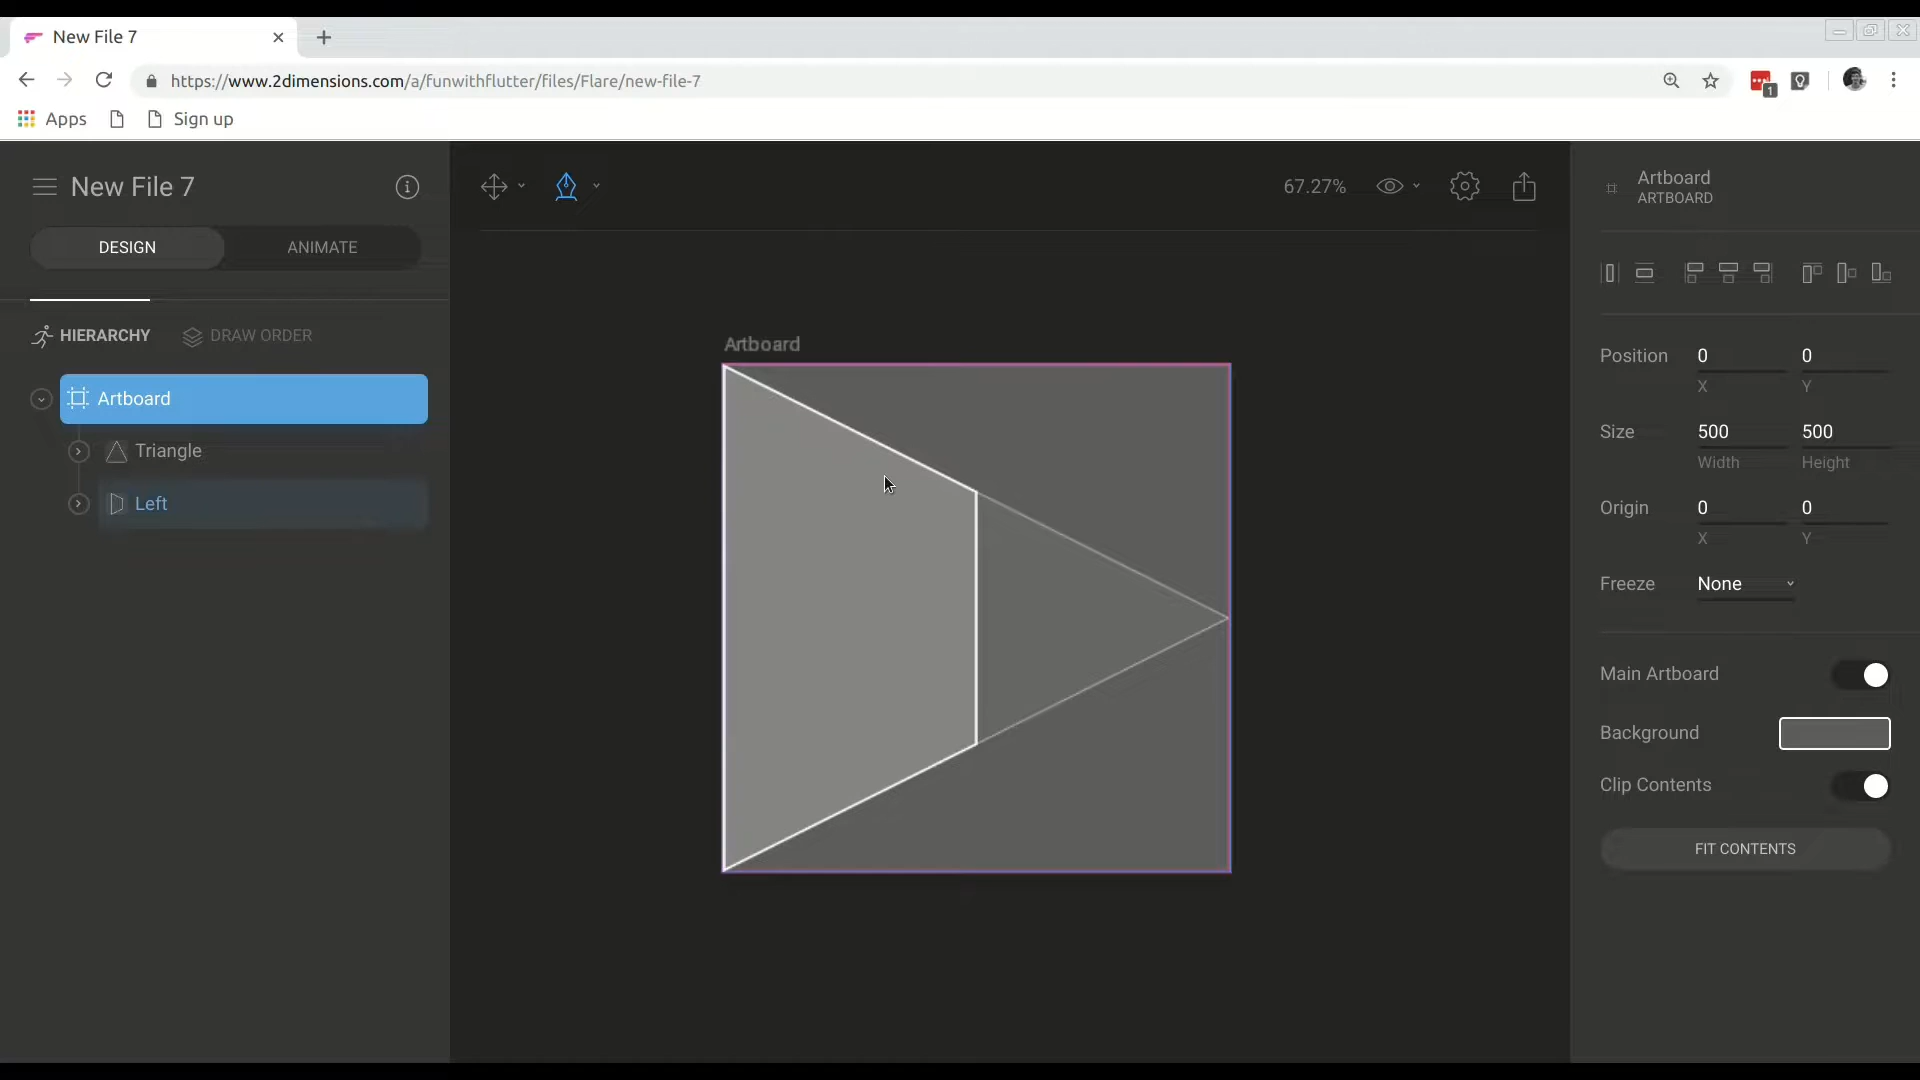 New File 7
https://www.2dimensions.com/a/funwithflutter/files/Flare/new-file-7
1
Apps
Sign up
New File 7
DESIGN
ANIMATE
HIERARCHY
DRAW ORDER
Artboard
Triangle
Left
67.27%
Artboard
Artboard
ARTBOARD
Position 0 0
X Y
Size 500 500
Width Height
Origin 0 0
X Y
Freeze None
Main Artboard
Background
Clip Contents
FIT CONTENTS